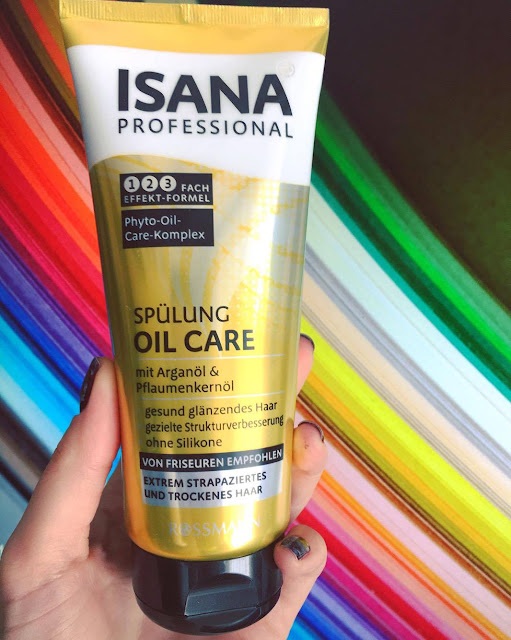 ISANA
PROFESSIONAL
1 2 3 FACH
EFFEKT-FORMEL
Phyto-Oil-
Care-Komplex
SPÜLUNG
OIL CARE
mit Arganöl &
Pflaumenkernöl
gesund glänzendes Haar
gezielte Strukturverbesserung
ohne Silikone
VON FRISEUREN EMPFOHLEN
EXTREM STRAPAZIERTES
UND TROCKENES HAAR
ROSSMANN